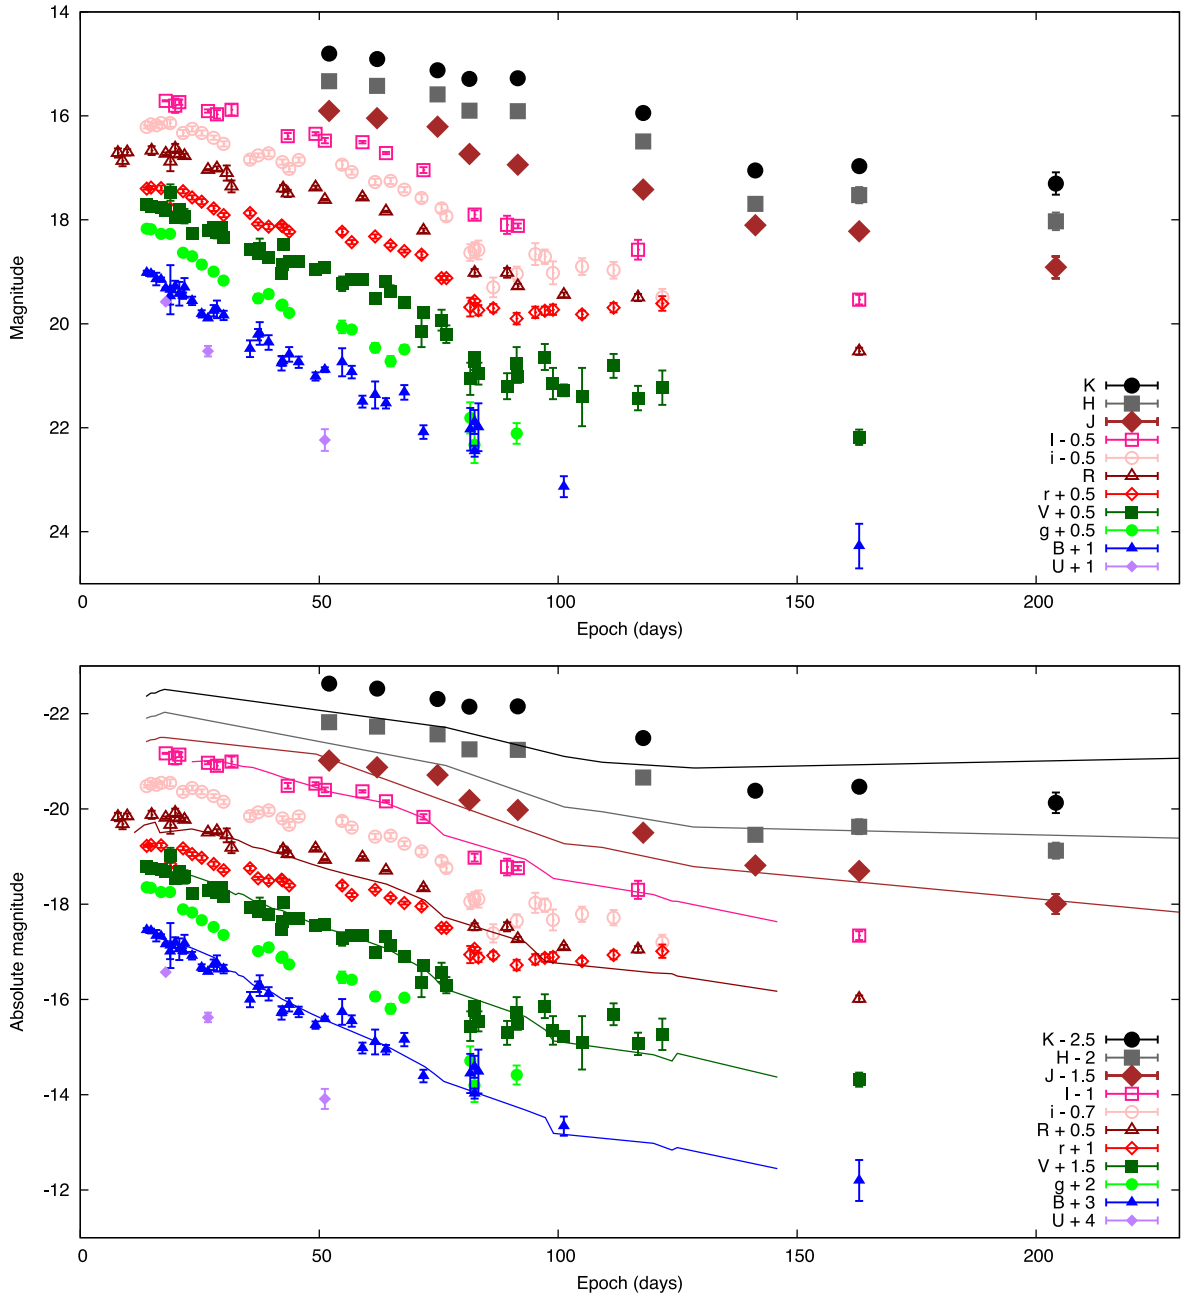 14
16
18
20
22
24
Magnitude
K
H
J
I - 0.5
i - 0.5
R
r + 0.5
V + 0.5
g + 0.5
B + 1
U + 1
0 50 100 150 200
Epoch (days)
-22
-20
-18
-16
-14
-12
Absolute magnitude
K - 2.5
H - 2
J - 1.5
I - 1
i - 0.7
R + 0.5
r + 1
V + 1.5
g + 2
B + 3
U + 4
0 50 100 150 200
Epoch (days)